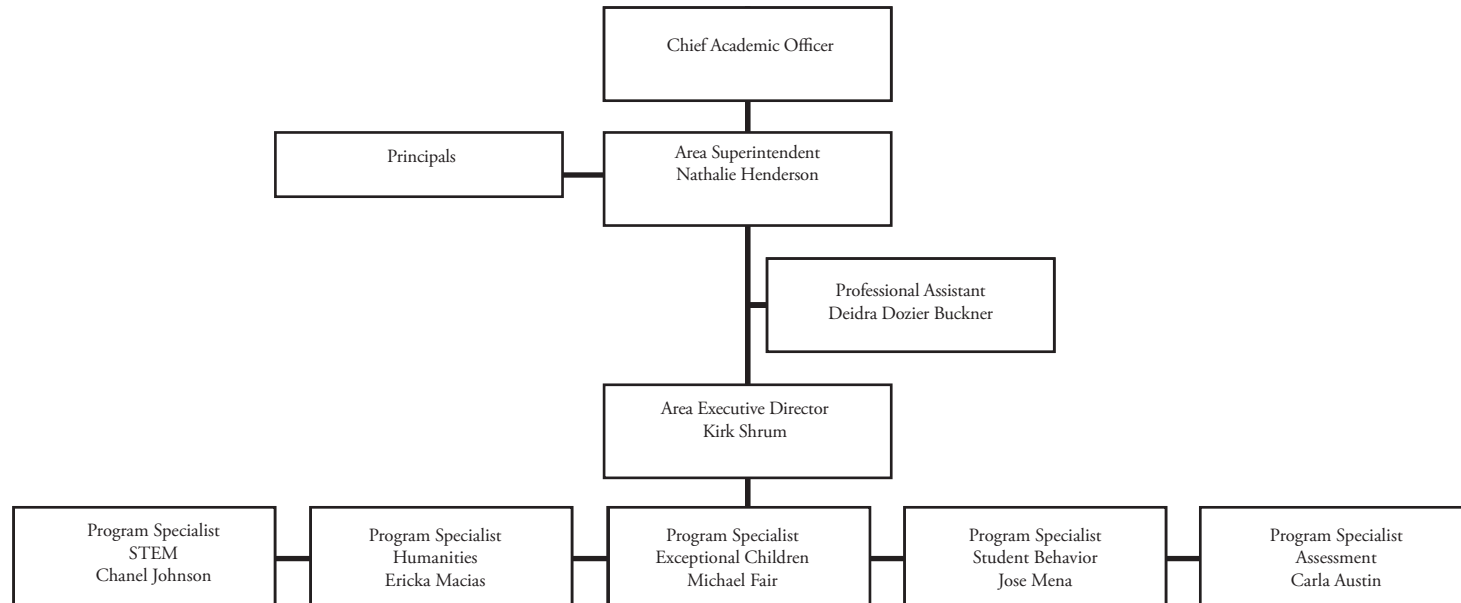 Chief Academic Officer
Principals
Area Superintendent
Nathalie Henderson
Professional Assistant
Deidra Dozier Buckner
Area Executive Director
Kirk Shrum
Program Specialist
STEM
Chanel Johnson
Program Specialist
Humanities
Ericka Macias
Program Specialist
Exceptional Children
Michael Fair
Program Specialist
Student Behavior
Jose Mena
Program Specialist
Assessment
Carla Austin